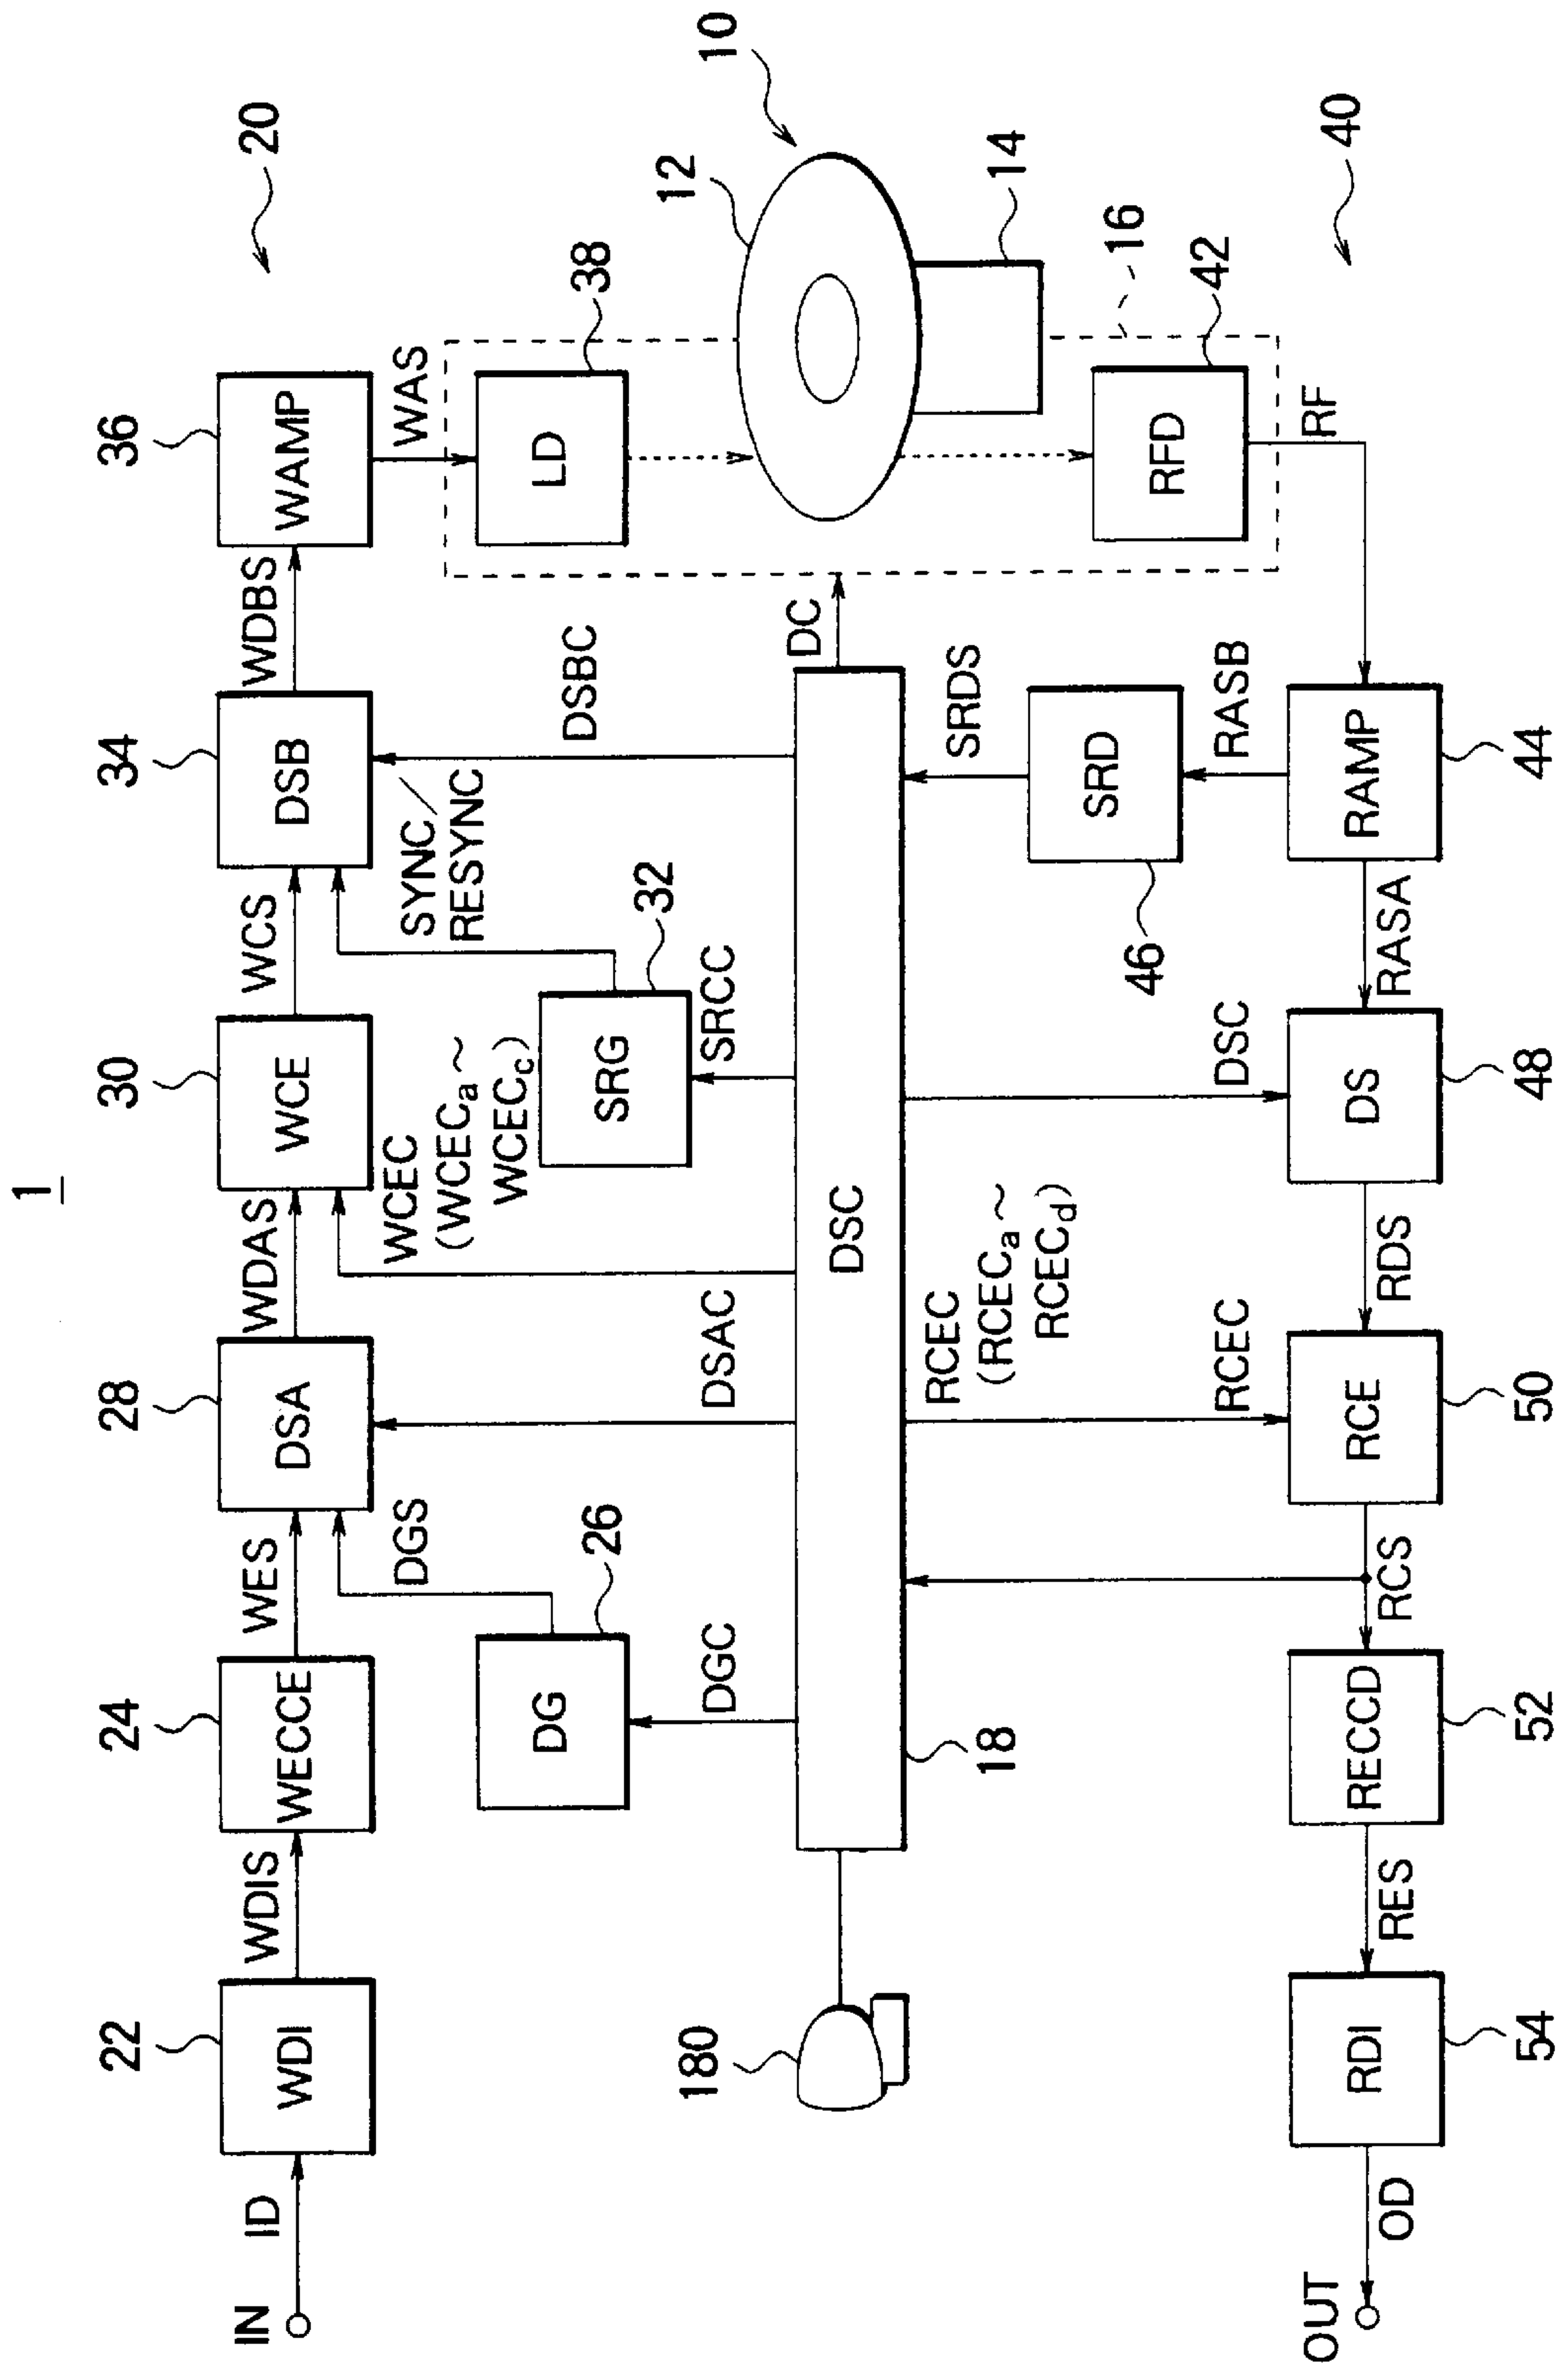 1
20
10
36
34
30
28
24
22
WAMP
WDBS
DSB
WCS
WCE
WDAS
DSA
WES
WECCE
WDIS
WDI
ID
IN
WAS
38
LD
12
14
16
42
RFD
RF
40
DSBC
SYNC/
RESYNC
32
SRG
SRCC
WCEC
(WCECa~
WCECc)
DSAC
DGS
26
DG
DGC
DC
DSC
18
180
SRDS
SRD
46
RASB
RAMP
44
RASA
DSC
DS
48
RDS
RCEC
(RCECa~
RCECd)
RCEC
RCE
50
RCS
RECCD
52
RES
RDI
54
OD
OUT